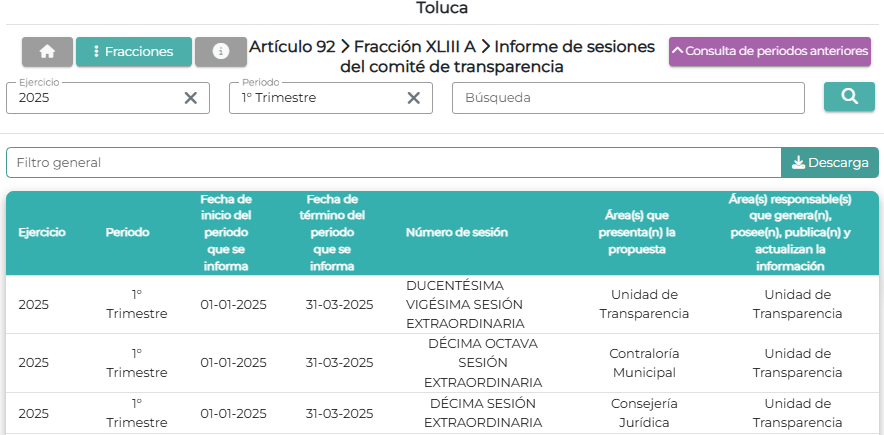 Toluca
Fracciones
Artículo 92 > Fracción XLIII A > Informe de sesiones
del comité de transparencia
Consulta de periodos anteriores
Ejercicio
2025
Periodo
1° Trimestre
Búsqueda
Filtro general
Descarga
Ejercicio
Periodo
Fecha de
inicio del
periodo
que se
informa
Fecha de
término del
periodo
que se
informa
Número de sesión
Área(s) que
presenta(n) la
propuesta
Área(s) responsable(s)
que genera(n),
posee(n), publica(n) y
actualizan la
información
2025
1°
Trimestre
01-01-2025
31-03-2025
DUCENTÉSIMA
VIGÉSIMA SESIÓN
EXTRAORDINARIA
Unidad de
Transparencia
Unidad de
Transparencia
2025
1°
Trimestre
01-01-2025
31-03-2025
DÉCIMA OCTAVA
SESIÓN
EXTRAORDINARIA
Contraloría
Municipal
Unidad de
Transparencia
2025
1°
Trimestre
01-01-2025
31-03-2025
DÉCIMA SESIÓN
EXTRAORDINARIA
Consejería
Jurídica
Unidad de
Transparencia